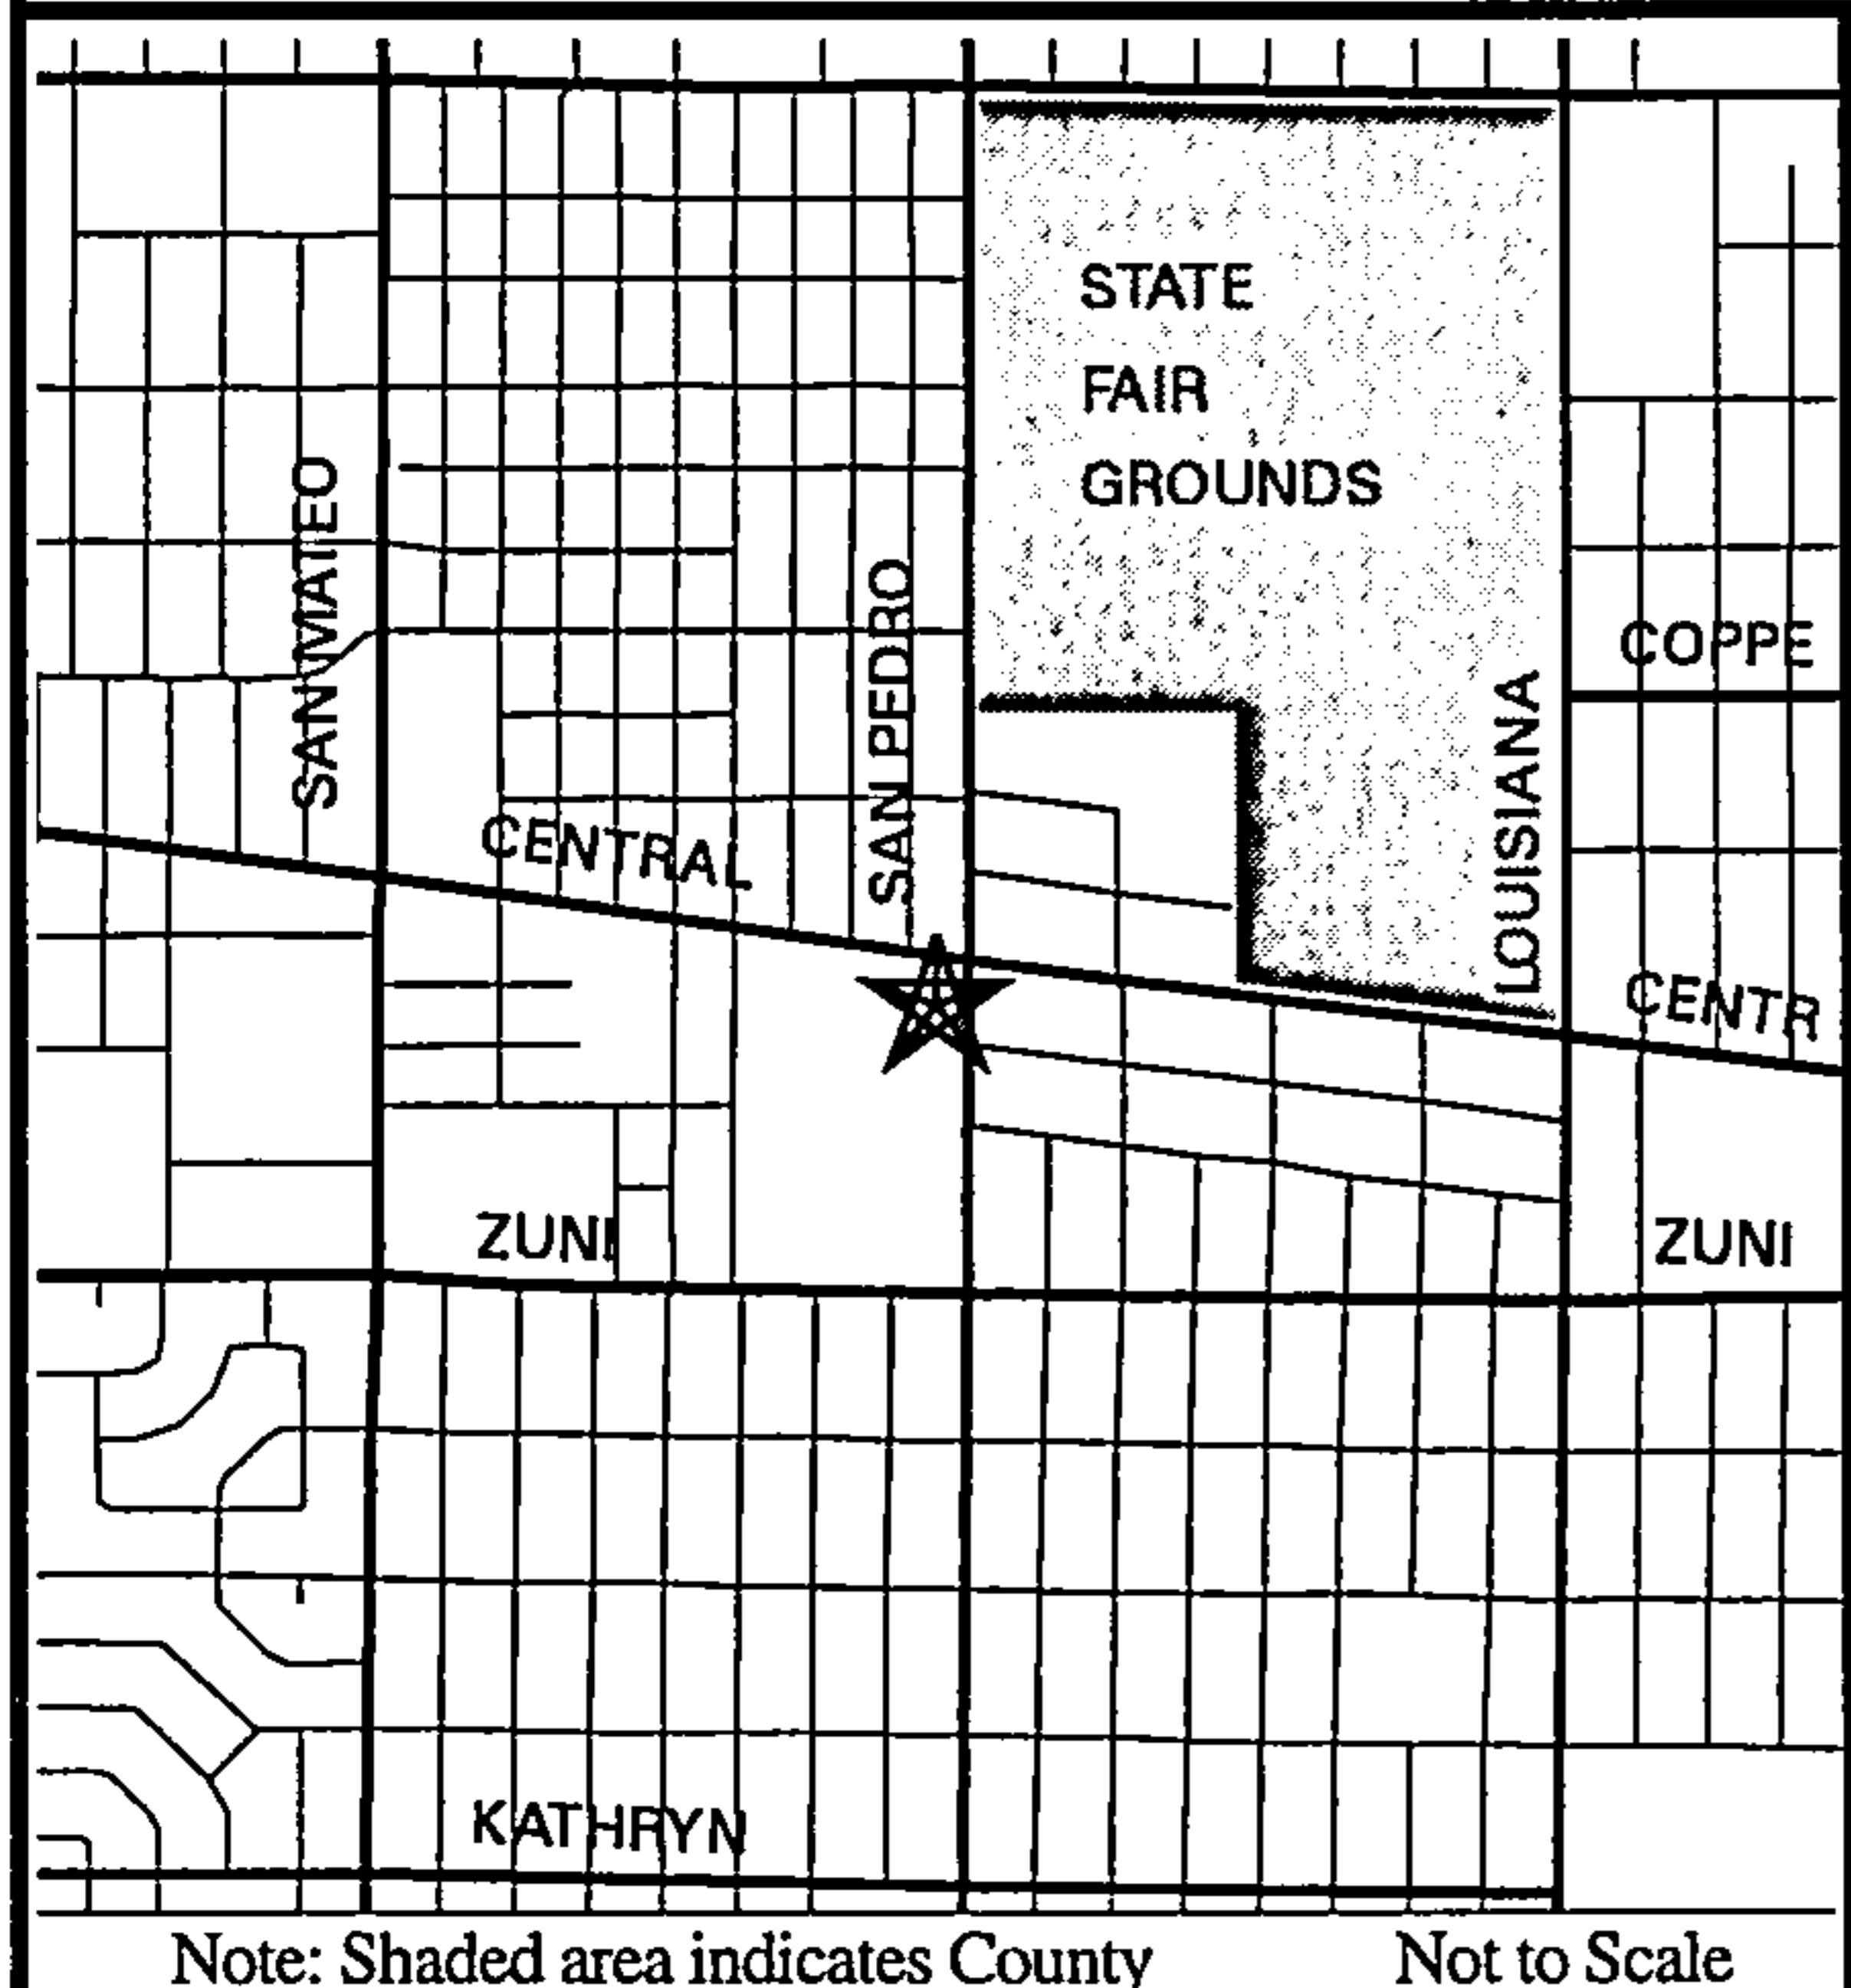 STATE
FAIR
GROUNDS
SAN MATEO
SAN PEDRO
LOUISIANA
COPPE
CENTRAL
CENTR
ZUNI
ZUNI
KATHRYN
Note: Shaded area indicates County
Not to Scale